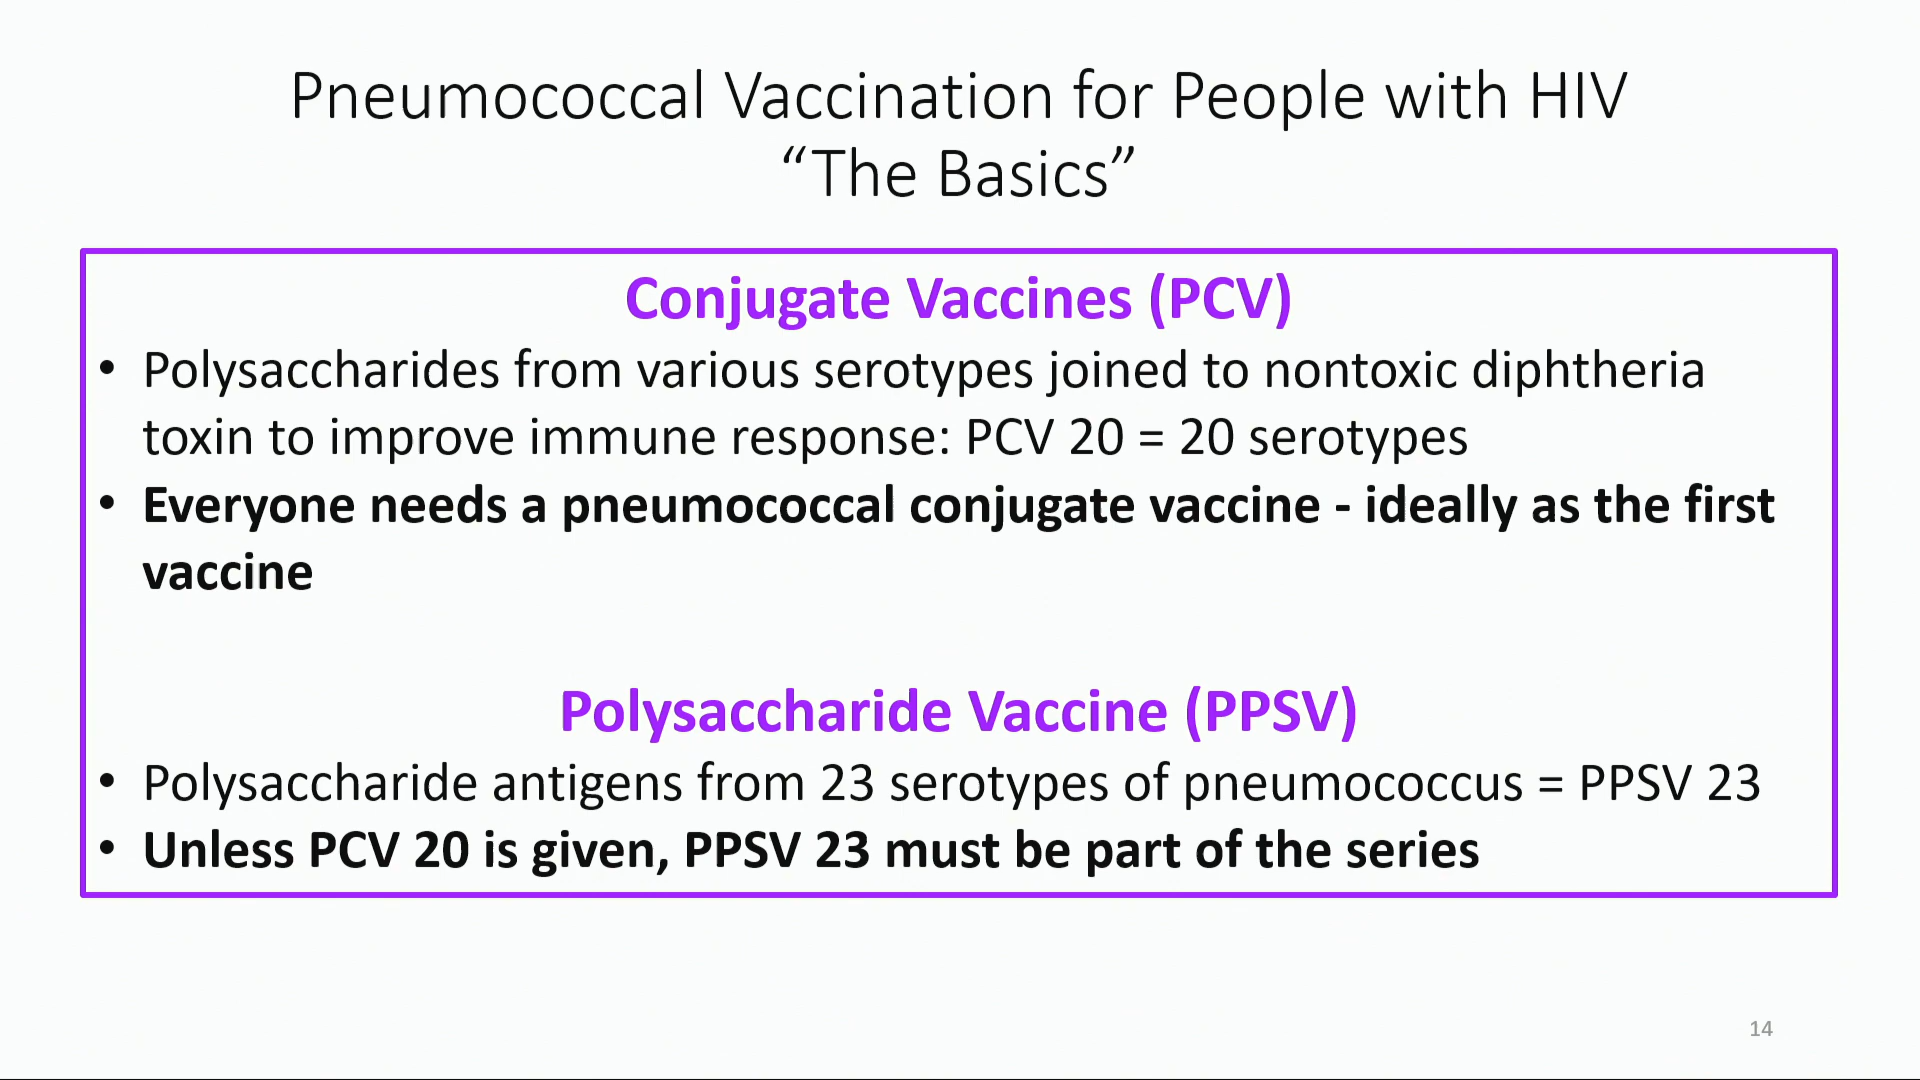 Pneumococcal Vaccination for People with HIV
“The Basics”
Conjugate Vaccines (PCV)
• Polysaccharides from various serotypes joined to nontoxic diphtheria
toxin to improve immune response: PCV 20 = 20 serotypes
• Everyone needs a pneumococcal conjugate vaccine - ideally as the first
vaccine
Polysaccharide Vaccine (PPSV)
• Polysaccharide antigens from 23 serotypes of pneumococcus = PPSV 23
• Unless PCV 20 is given, PPSV 23 must be part of the series
14